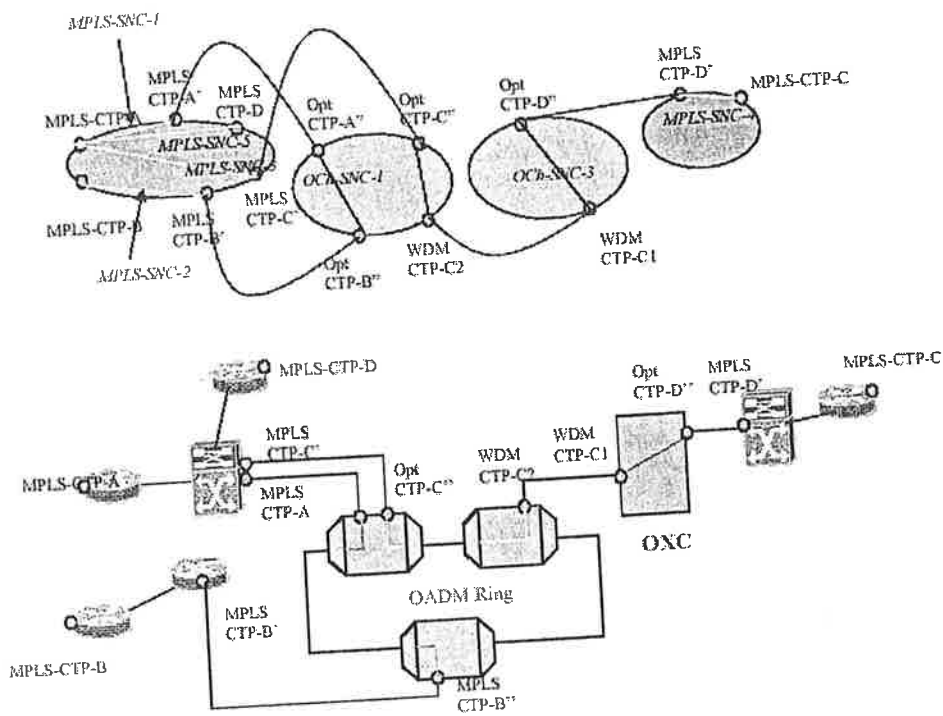 MPLS-SNC-1
MPLS
CTP-A'
MPLS
CTP-D
MPLS-CTP-A
MPLS-SNC-5
MPLS-CTP-B
MPLS
CTP-B'
MPLS-SNC-2
MPLS
CTP-C'
Opt
CTP-A''
Opt
CTP-C''
OCh-SNC-1
Opt
CTP-B''
WDM
CTP-C2
Opt
CTP-D''
OCh-SNC-3
WDM
CTP-C1
MPLS
CTP-D'
MPLS-CTP-C
MPLS-CTP-D
MPLS
CTP-C'
MPLS-CTP-A
MPLS
CTP-A
Opt
CTP-C''
WDM
CTP-C2
WDM
CTP-C1
Opt
CTP-D''
MPLS
CTP-D'
MPLS-CTP-C
OXC
OADM Ring
MPLS
CTP-B'
MPLS-CTP-B
MPLS
CTP-B''